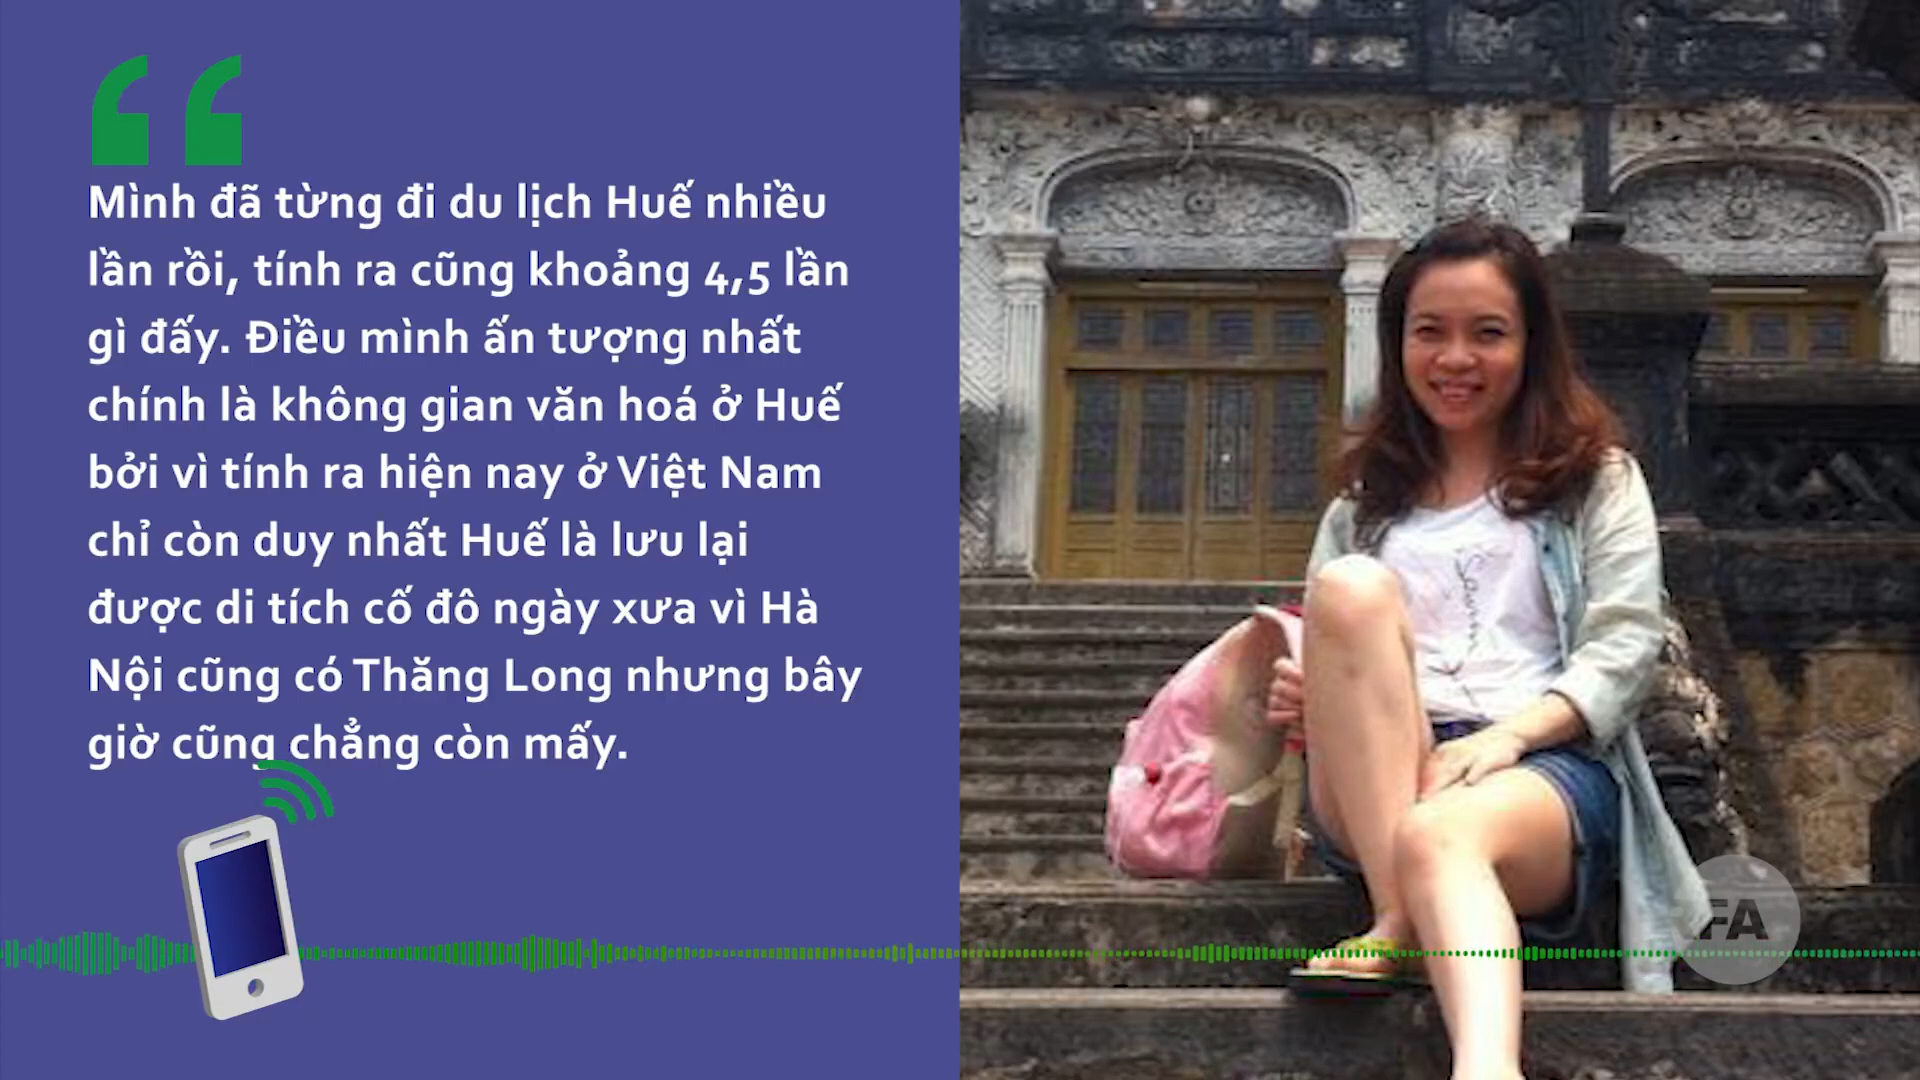 Mình đã từng đi du lịch Huế nhiều
lần rồi, tính ra cũng khoảng 4,5 lần
gì đấy. Điều mình ấn tượng nhất
chính là không gian văn hoá ở Huế
bởi vì tính ra hiện nay ở Việt Nam
chỉ còn duy nhất Huế là lưu lại
được di tích cố đô ngày xưa vì Hà
Nội cũng có Thăng Long nhưng bây
giờ cũng chẳng còn mấy.
RFA